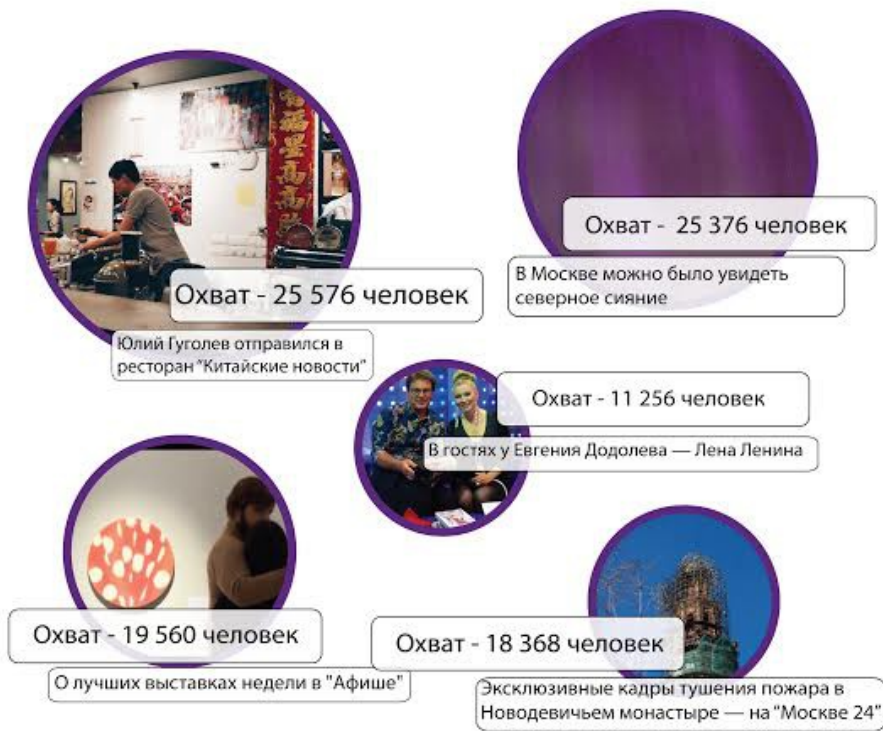 Охват - 25 576 человек
Юлий Гуголев отправился в
ресторан "Китайские новости"
Охват - 25 376 человек
В Москве можно было увидеть
северное сияние
Охват - 11 256 человек
В гостях у Евгения Додолева — Лена Ленина
Охват - 19 560 человек
О лучших выставках недели в "Афише"
Охват - 18 368 человек
Эксклюзивные кадры тушения пожара в
Новодевичьем монастыре — на "Москве 24"